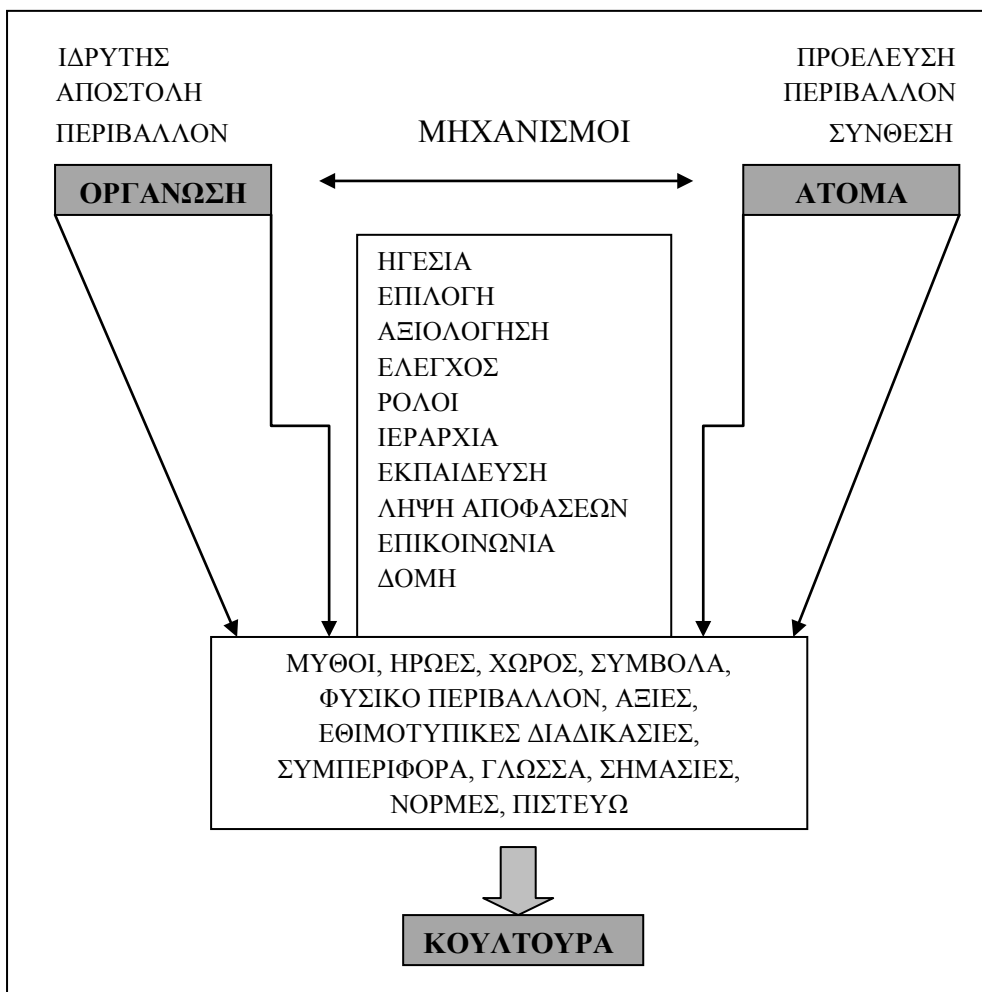 ΙΔΡΥΤΗΣ
ΑΠΟΣΤΟΛΗ
ΠΕΡΙΒΑΛΛΟΝ
ΠΡΟΕΛΕΥΣΗ
ΠΕΡΙΒΑΛΛΟΝ
ΣΥΝΘΕΣΗ
ΜΗΧΑΝΙΣΜΟΙ
ΟΡΓΑΝΩΣΗ
ΑΤΟΜΑ
ΗΓΕΣΙΑ
ΕΠΙΛΟΓΗ
ΑΞΙΟΛΟΓΗΣΗ
ΕΛΕΓΧΟΣ
ΡΟΛΟΙ
ΙΕΡΑΡΧΙΑ
ΕΚΠΑΙΔΕΥΣΗ
ΛΗΨΗ ΑΠΟΦΑΣΕΩΝ
ΕΠΙΚΟΙΝΩΝΙΑ
ΔΟΜΗ
ΜΥΘΟΙ, ΗΡΩΕΣ, ΧΩΡΟΣ, ΣΥΜΒΟΛΑ,
ΦΥΣΙΚΟ ΠΕΡΙΒΑΛΛΟΝ, ΑΞΙΕΣ,
ΕΘΙΜΟΤΥΠΙΚΕΣ ΔΙΑΔΙΚΑΣΙΕΣ,
ΣΥΜΠΕΡΙΦΟΡΑ, ΓΛΩΣΣΑ, ΣΗΜΑΣΙΕΣ,
ΝΟΡΜΕΣ, ΠΙΣΤΕΥΩ
ΚΟΥΛΤΟΥΡΑ